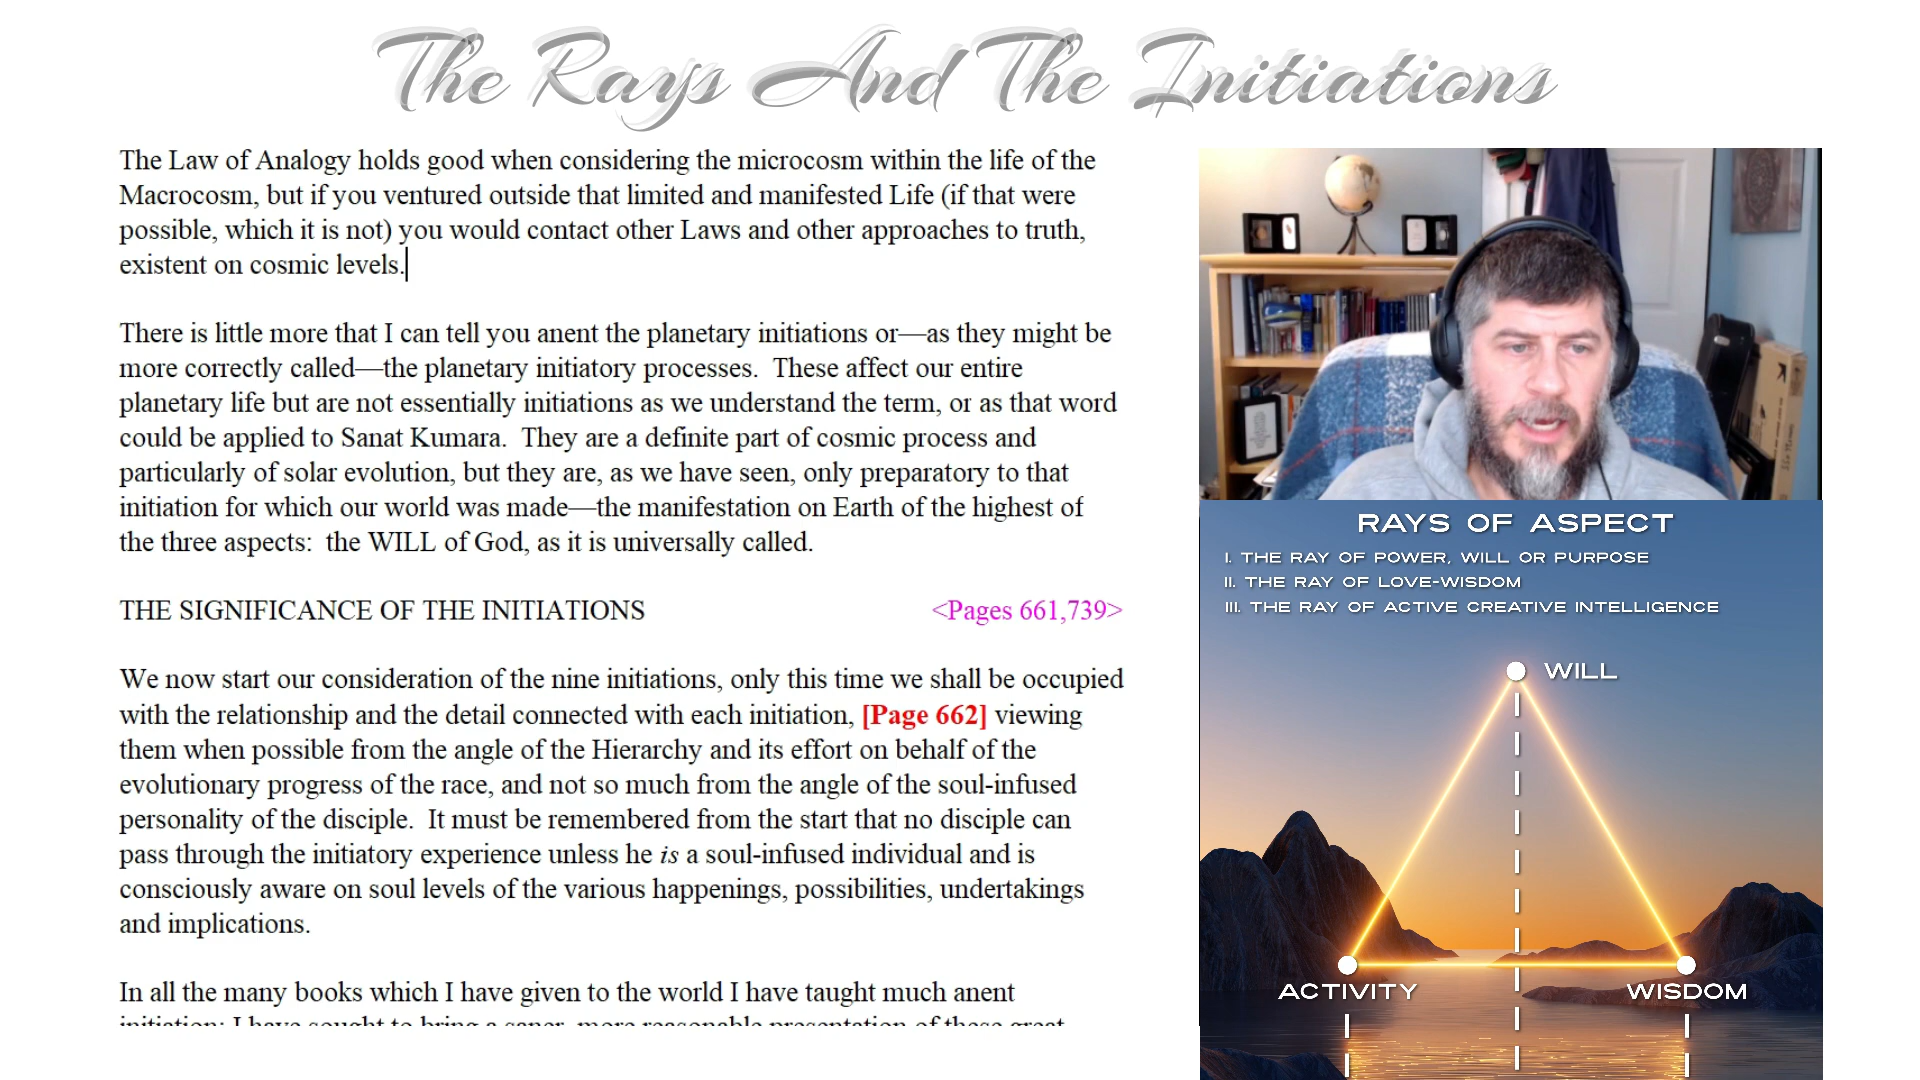 The Rays And The Initiations
The Law of Analogy holds good when considering the microcosm within the life of the
Macrocosm, but if you ventured outside that limited and manifested Life (if that were
possible, which it is not) you would contact other Laws and other approaches to truth,
existent on cosmic levels.
There is little more that I can tell you anent the planetary initiations or—as they might be
more correctly called—the planetary initiatory processes.  These affect our entire
planetary life but are not essentially initiations as we understand the term, or as that word
could be applied to Sanat Kumara.  They are a definite part of cosmic process and
particularly of solar evolution, but they are, as we have seen, only preparatory to that
initiation for which our world was made—the manifestation on Earth of the highest of
the three aspects:  the WILL of God, as it is universally called.
THE SIGNIFICANCE OF THE INITIATIONS <Pages 661,739>
We now start our consideration of the nine initiations, only this time we shall be occupied
with the relationship and the detail connected with each initiation, [Page 662] viewing
them when possible from the angle of the Hierarchy and its effort on behalf of the
evolutionary progress of the race, and not so much from the angle of the soul-infused
personality of the disciple.  It must be remembered from the start that no disciple can
pass through the initiatory experience unless he is a soul-infused individual and is
consciously aware on soul levels of the various happenings, possibilities, undertakings
and implications.
In all the many books which I have given to the world I have taught much anent
initiation; I have sought to bring a saner, more reasonable presentation of these great
RAYS OF ASPECT
I. THE RAY OF POWER, WILL OR PURPOSE
II. THE RAY OF LOVE-WISDOM
III. THE RAY OF ACTIVE CREATIVE INTELLIGENCE
WILL
ACTIVITY
WISDOM